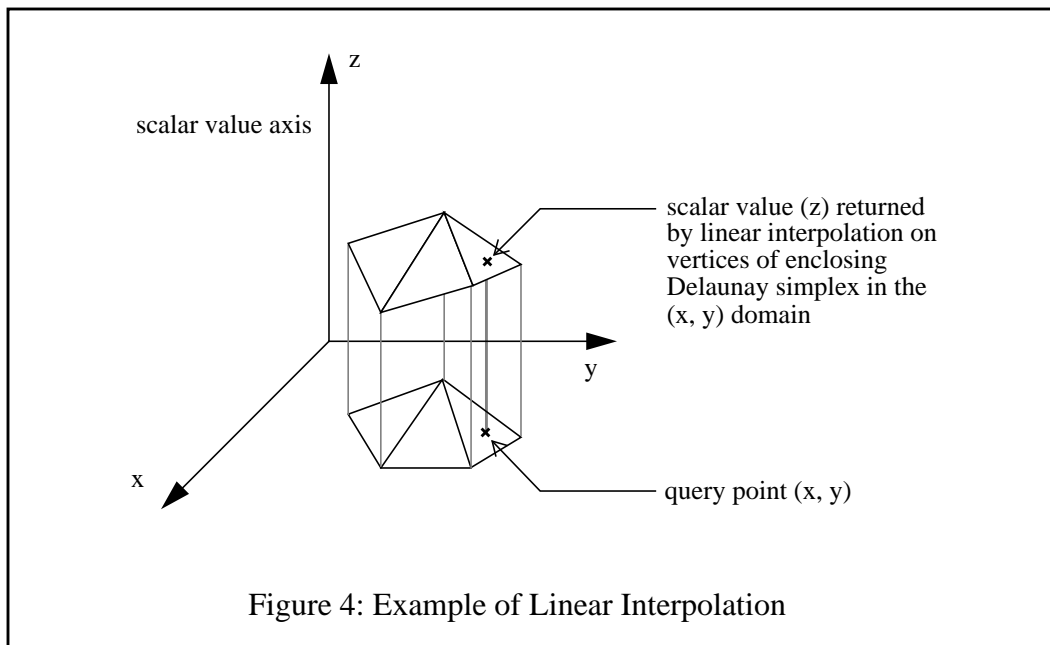 z
scalar value axis
scalar value (z) returned
by linear interpolation on
vertices of enclosing
Delaunay simplex in the
(x, y) domain
y
x
query point (x, y)
Figure 4: Example of Linear Interpolation